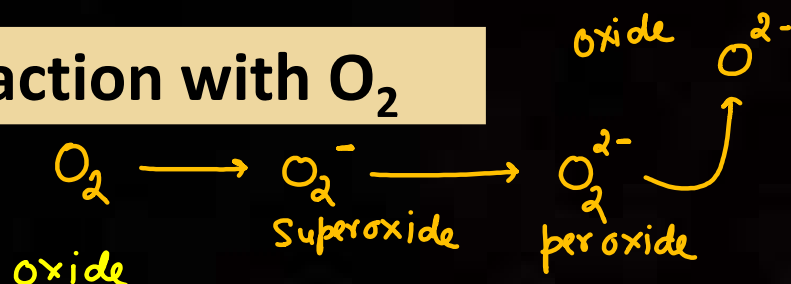 oxide O²⁻
action with O₂
O₂ → O₂⁻ → O₂²⁻
Superoxide
peroxide
oxide